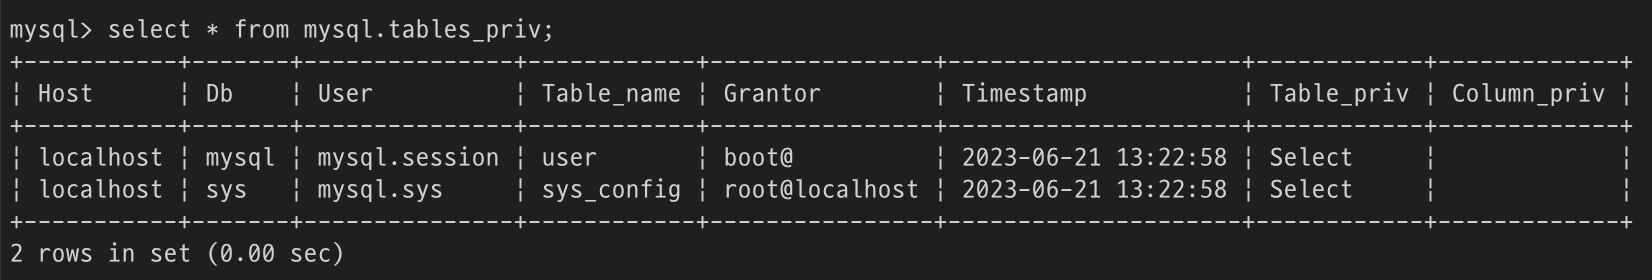 mysql> select * from mysql.tables_priv;
+-----------+-------+---------------+------------+----------------+---------------------+------------+-------------+
| Host      | Db    | User          | Table_name | Grantor        | Timestamp           | Table_priv | Column_priv |
+-----------+-------+---------------+------------+----------------+---------------------+------------+-------------+
| localhost | mysql | mysql.session | user       | boot@          | 2023-06-21 13:22:58 | Select     |             |
| localhost | sys   | mysql.sys     | sys_config | root@localhost | 2023-06-21 13:22:58 | Select     |             |
+-----------+-------+---------------+------------+----------------+---------------------+------------+-------------+
2 rows in set (0.00 sec)